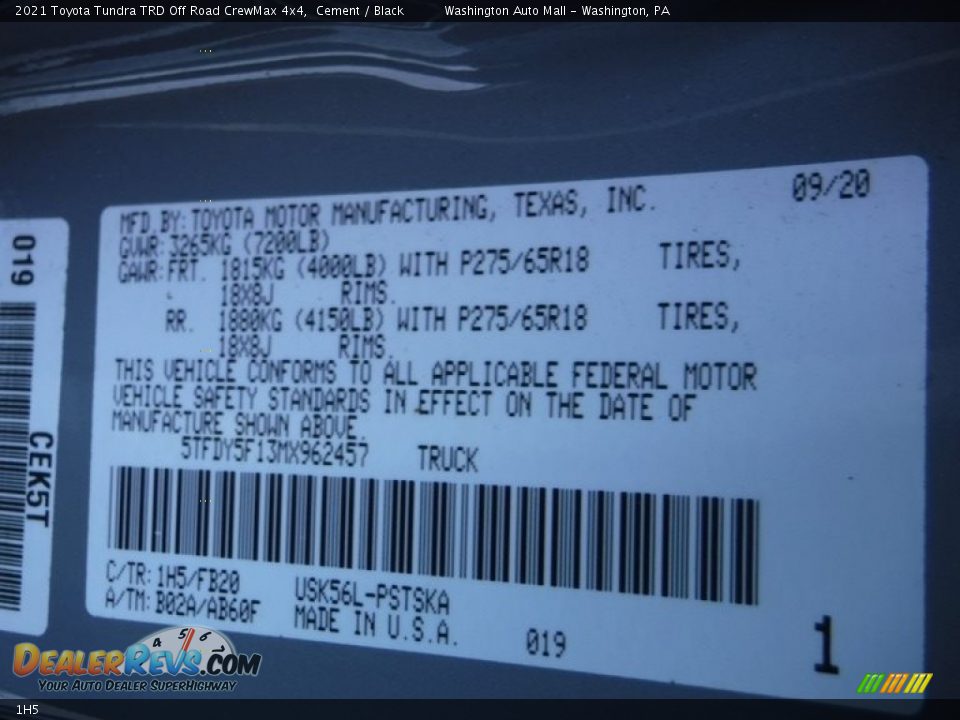 2021 Toyota Tundra TRD Off Road CrewMax 4x4, Cement / Black Washington Auto Mall - Washington, PA
09/20
MFD.BY: TOYOTA MOTOR MANUFACTURING, TEXAS, INC.
GVWR: 3265KG (7200LB)
GAWR: FRT. 1815KG (4000LB) WITH P275/65R18 TIRES,
18X8J RIMS.
RR. 1880KG (4150LB) WITH P275/65R18 TIRES,
18X8J RIMS.
THIS VEHICLE CONFORMS TO ALL APPLICABLE FEDERAL MOTOR
VEHICLE SAFETY STANDARDS IN EFFECT ON THE DATE OF
MANUFACTURE SHOWN ABOVE.
5TFDY5F13MX962457 TRUCK
C/TR: 1H5/FB20 USK56L-PSTSKA
A/TM: B02A/AB60F MADE IN U.S.A. 019
1
019
CEK5T
4 5 6
DEALERREVS.COM
YOUR AUTO DEALER SUPERHIGHWAY
1H5